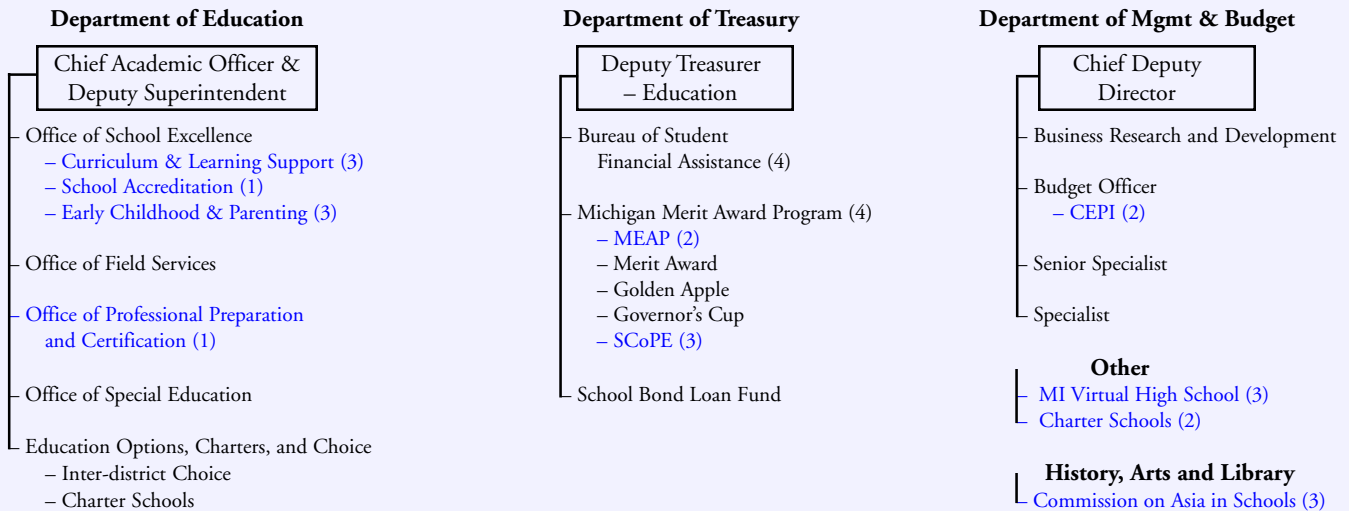 Department of Education
Chief Academic Officer &
Deputy Superintendent
– Office of School Excellence
– Curriculum & Learning Support (3)
– School Accreditation (1)
– Early Childhood & Parenting (3)
– Office of Field Services
– Office of Professional Preparation
and Certification (1)
– Office of Special Education
– Education Options, Charters, and Choice
– Inter-district Choice
– Charter Schools
Department of Treasury
Deputy Treasurer
– Education
– Bureau of Student
Financial Assistance (4)
– Michigan Merit Award Program (4)
– MEAP (2)
– Merit Award
– Golden Apple
– Governor’s Cup
– SCoPE (3)
– School Bond Loan Fund
Department of Mgmt & Budget
Chief Deputy
Director
– Business Research and Development
– Budget Officer
– CEPI (2)
– Senior Specialist
– Specialist
Other
– MI Virtual High School (3)
– Charter Schools (2)
History, Arts and Library
– Commission on Asia in Schools (3)